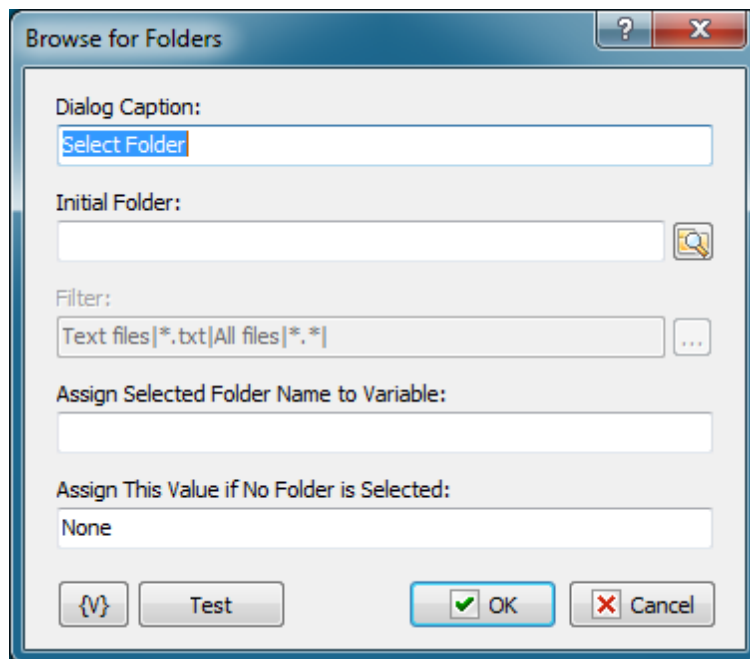 Browse for Folders
?
X
Dialog Caption:
Select Folder
Initial Folder:
Filter:
Text files|*.txt|All files|*.*|
...
Assign Selected Folder Name to Variable:
Assign This Value if No Folder is Selected:
None
{V} Test OK Cancel